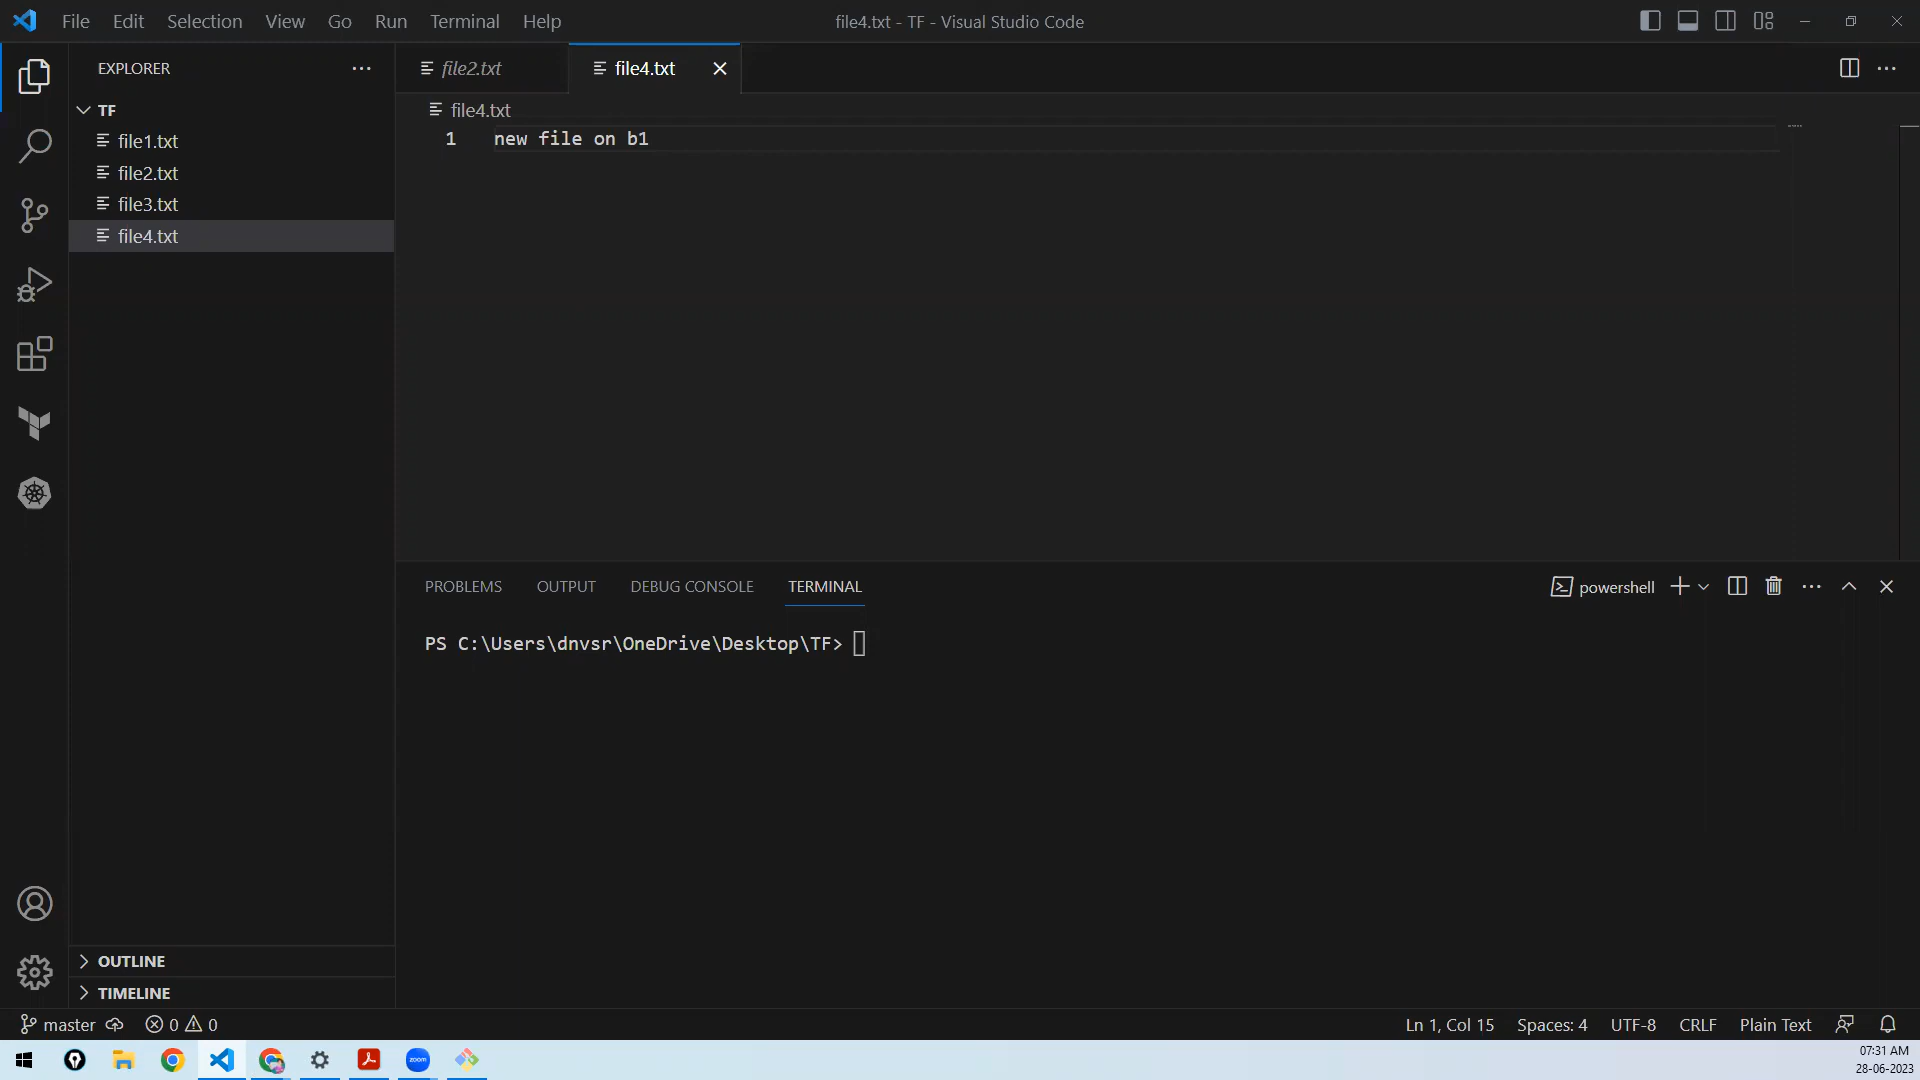 File Edit Selection View Go Run Terminal Help
file4.txt - TF - Visual Studio Code
EXPLORER
TF
file1.txt
file2.txt
file3.txt
file4.txt
OUTLINE
TIMELINE
file2.txt
file4.txt
file4.txt
1 new file on b1
PROBLEMS OUTPUT DEBUG CONSOLE TERMINAL
powershell
PS C:\Users\dnvsr\OneDrive\Desktop\TF>
master 0 0
Ln 1, Col 15 Spaces: 4 UTF-8 CRLF Plain Text
zoom
07:31 AM
28-06-2023